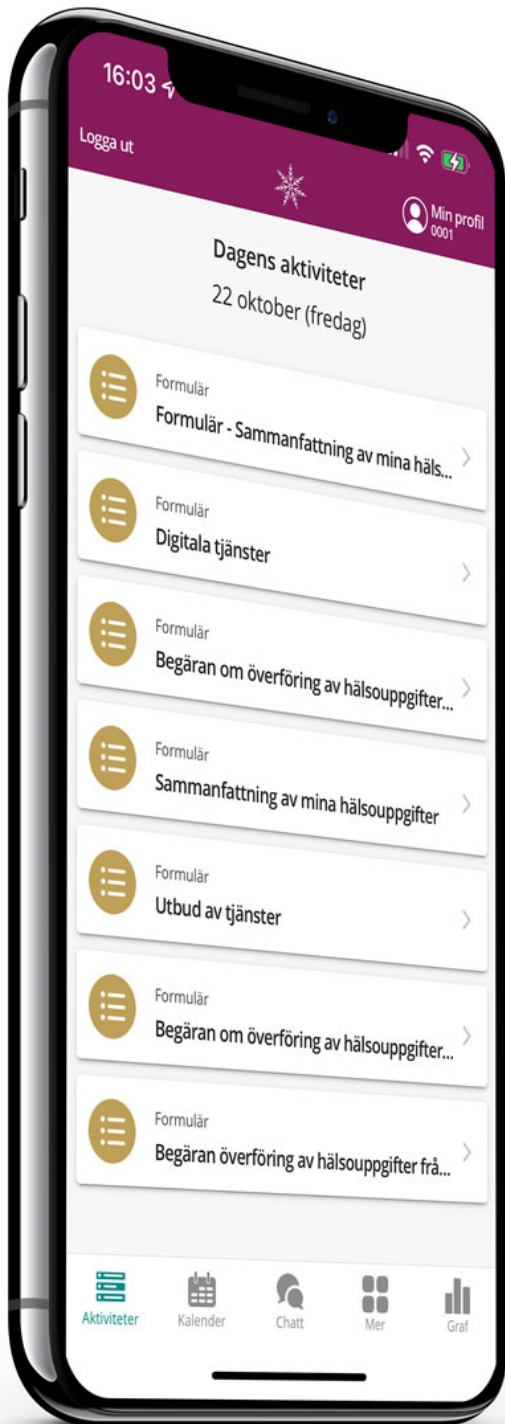 16:03
Logga ut
Min profil
0001
Dagens aktiviteter
22 oktober (fredag)
Formulär
Formulär - Sammanfattning av mina häls...
Formulär
Digitala tjänster
Formulär
Begäran om överföring av hälsouppgifter...
Formulär
Sammanfattning av mina hälsouppgifter
Formulär
Utbud av tjänster
Formulär
Begäran om överföring av hälsouppgifter...
Formulär
Begäran överföring av hälsouppgifter frå...
Aktiviteter
Kalender
Chatt
Mer
Graf